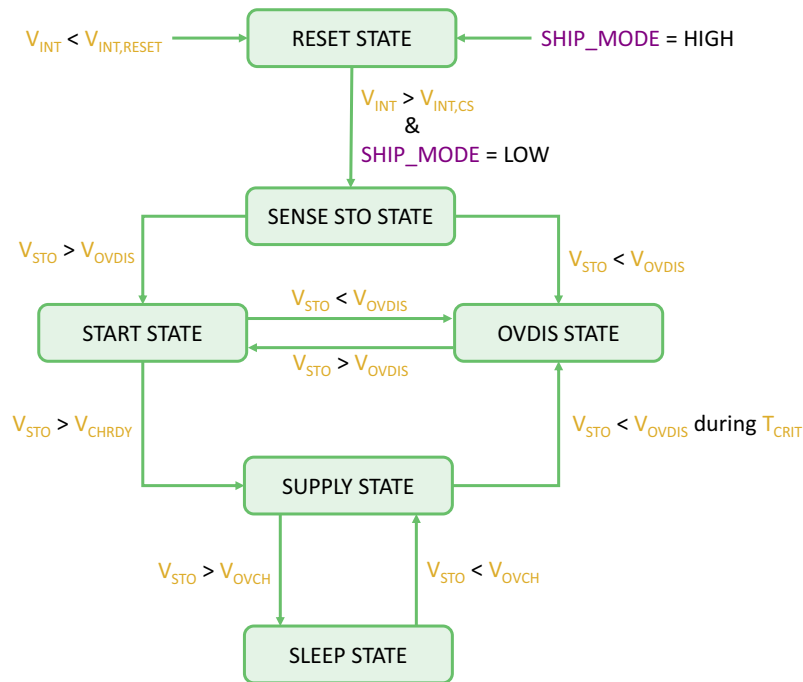 V_INT < V_INT,RESET
RESET STATE
SHIP_MODE = HIGH
V_INT > V_INT,CS
&
SHIP_MODE = LOW
SENSE STO STATE
V_STO > V_OVDIS
V_STO < V_OVDIS
V_STO < V_OVDIS
START STATE
OVDIS STATE
V_STO > V_OVDIS
V_STO > V_CHRDY
V_STO < V_OVDIS during T_CRIT
SUPPLY STATE
V_STO > V_OVCH
V_STO < V_OVCH
SLEEP STATE